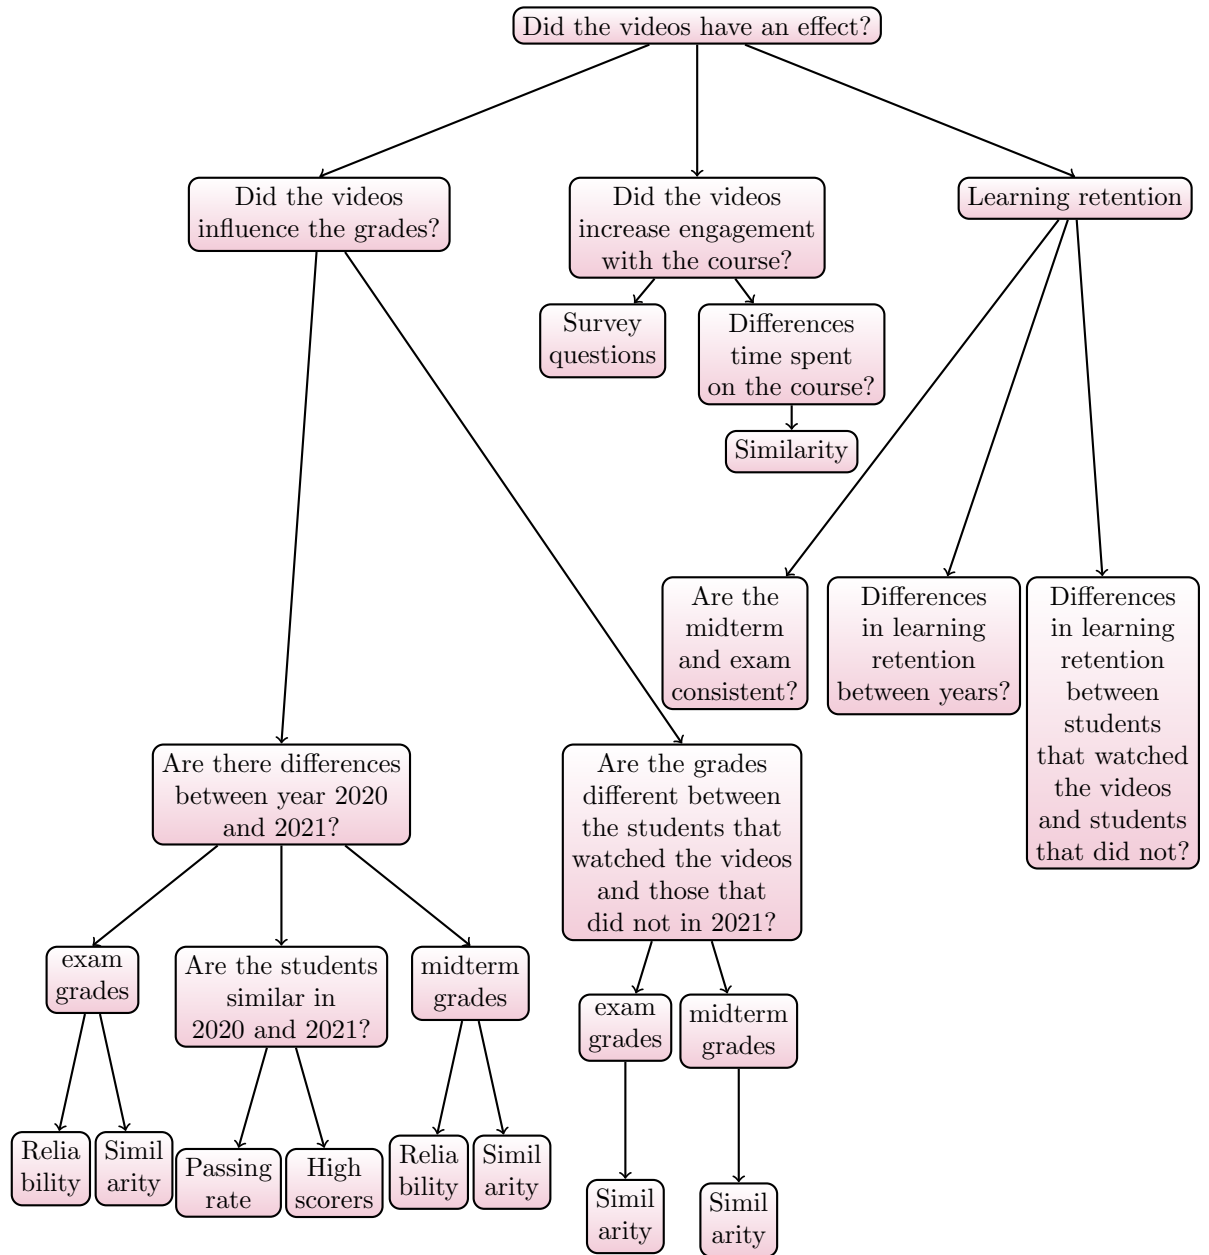 Did the videos have an effect?
Did the videos
influence the grades?
Did the videos
increase engagement
with the course?
Learning retention
Survey
questions
Differences
time spent
on the course?
Similarity
Are the
midterm
and exam
consistent?
Differences
in learning
retention
between years?
Differences
in learning
retention
between
students
that watched
the videos
and students
that did not?
Are there differences
between year 2020
and 2021?
Are the grades
different between
the students that
watched the videos
and those that
did not in 2021?
exam
grades
Are the students
similar in
2020 and 2021?
midterm
grades
exam
grades
midterm
grades
Relia
bility
Simil
arity
Passing
rate
High
scorers
Relia
bility
Simil
arity
Simil
arity
Simil
arity